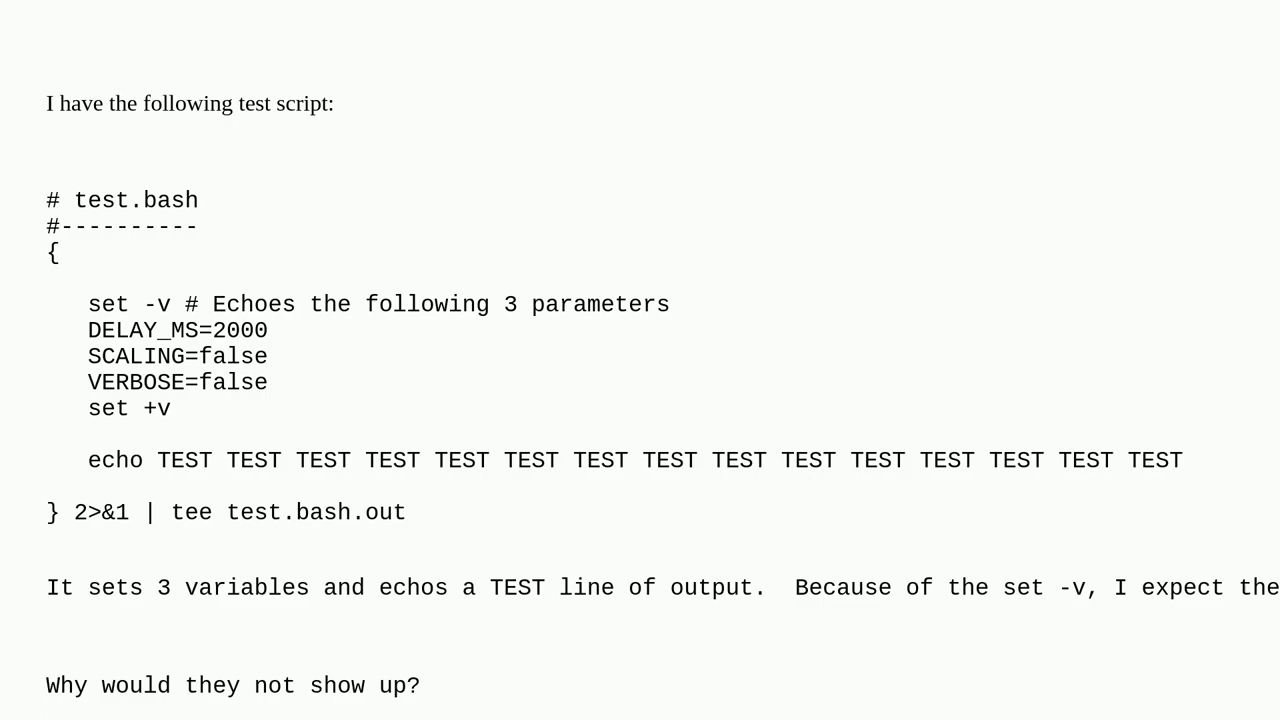 I have the following test script:
# test.bash
#----------
{
set -v # Echoes the following 3 parameters
DELAY_MS=2000
SCALING=false
VERBOSE=false
set +v
echo TEST TEST TEST TEST TEST TEST TEST TEST TEST TEST TEST TEST TEST TEST TEST
} 2>&1 | tee test.bash.out
It sets 3 variables and echos a TEST line of output.  Because of the set -v, I expect the
Why would they not show up?